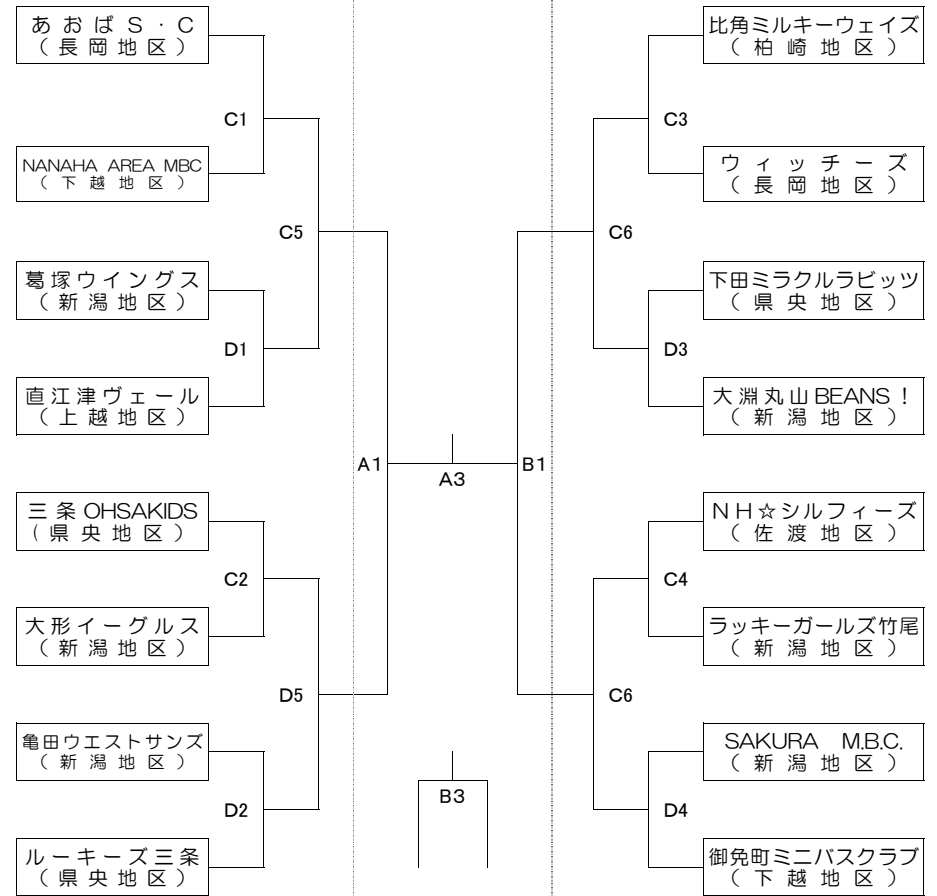 あおばS・C
（長岡地区）
C1
NANAHA AREA MBC
（下越地区）
C5
葛塚ウイングス
（新潟地区）
D1
直江津ヴェール
（上越地区）
A1
三条OHSAKIDS
（県央地区）
C2
大形イーグルス
（新潟地区）
D5
亀田ウエストサンズ
（新潟地区）
D2
ルーキーズ三条
（県央地区）
A3
B3
比角ミルキーウェイズ
（柏崎地区）
C3
ウィッチーズ
（長岡地区）
C6
下田ミラクルラビッツ
（県央地区）
D3
大淵丸山BEANS！
（新潟地区）
B1
NH☆シルフィーズ
（佐渡地区）
C4
ラッキーガールズ竹尾
（新潟地区）
C6
SAKURA　M.B.C.
（新潟地区）
D4
御免町ミニバスクラブ
（下越地区）